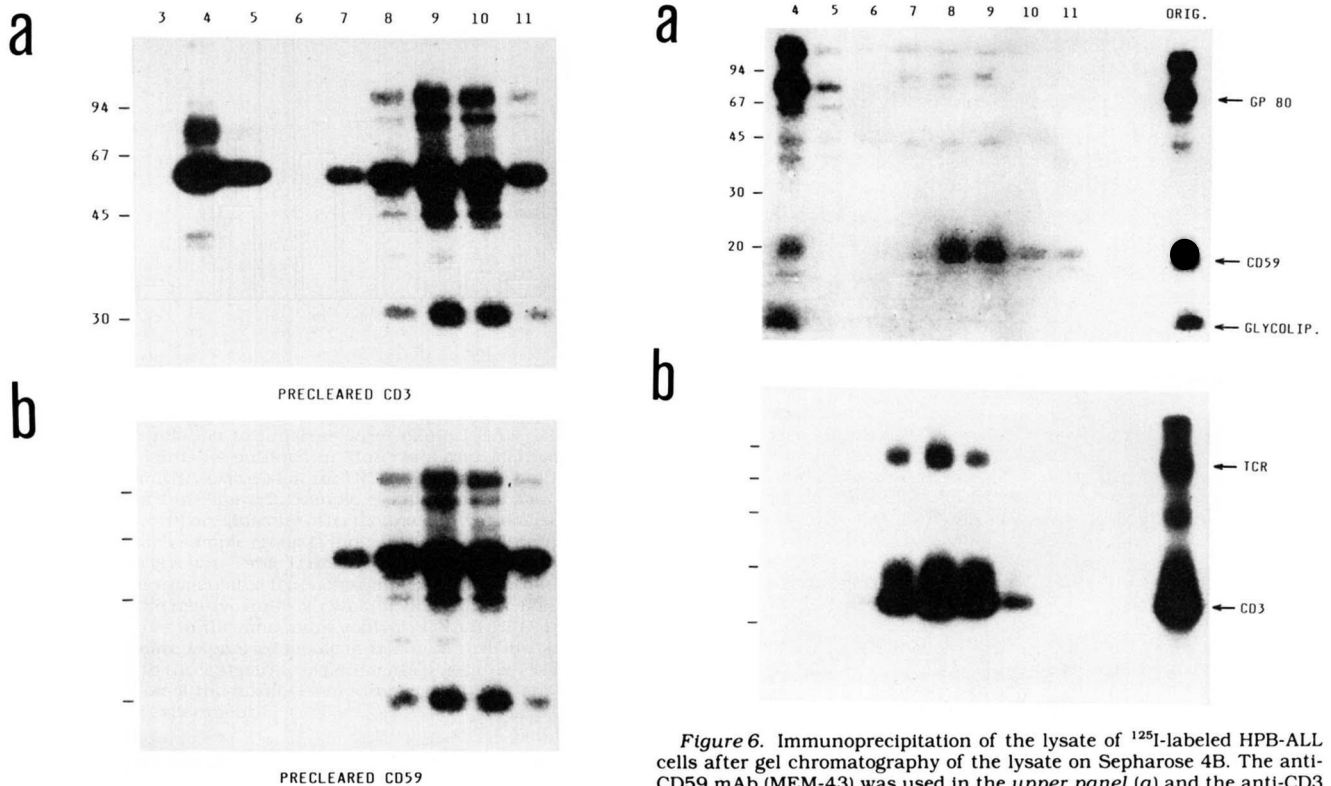 a
3 4 5 6 7 8 9 10 11
94
67
45
30
PRECLEARED CD3
b
PRECLEARED CD59
a
4 5 6 7 8 9 10 11 ORIG.
94
67
45
30
20
GP 80
CD59
GLYCOLIP.
b
TCR
CD3
Figure 6. Immunoprecipitation of the lysate of 125I-labeled HPB-ALL
cells after gel chromatography of the lysate on Sepharose 4B. The anti-
CD59 mAb (MEM-43) was used in the upper panel (a) and the anti-CD3